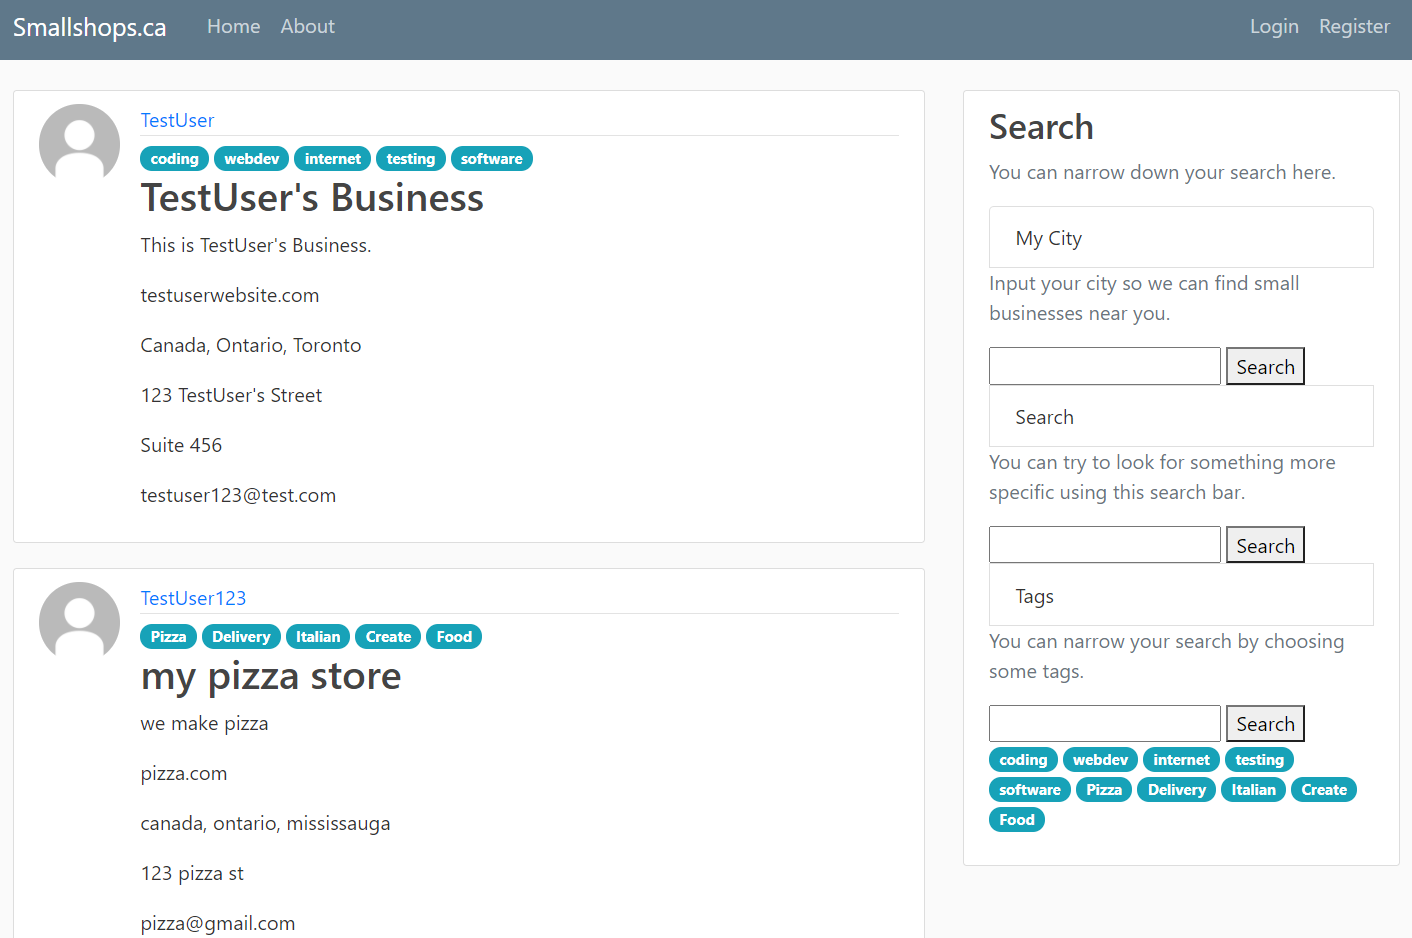 Smallshops.ca Home About Login Register
TestUser
coding webdev internet testing software
TestUser's Business
This is TestUser's Business.
testuserwebsite.com
Canada, Ontario, Toronto
123 TestUser's Street
Suite 456
testuser123@test.com
TestUser123
Pizza Delivery Italian Create Food
my pizza store
we make pizza
pizza.com
canada, ontario, mississauga
123 pizza st
pizza@gmail.com
Search
You can narrow down your search here.
My City
Input your city so we can find small
businesses near you.
Search
Search
You can try to look for something more
specific using this search bar.
Search
Tags
You can narrow your search by choosing
some tags.
Search
coding webdev internet testing
software Pizza Delivery Italian Create
Food